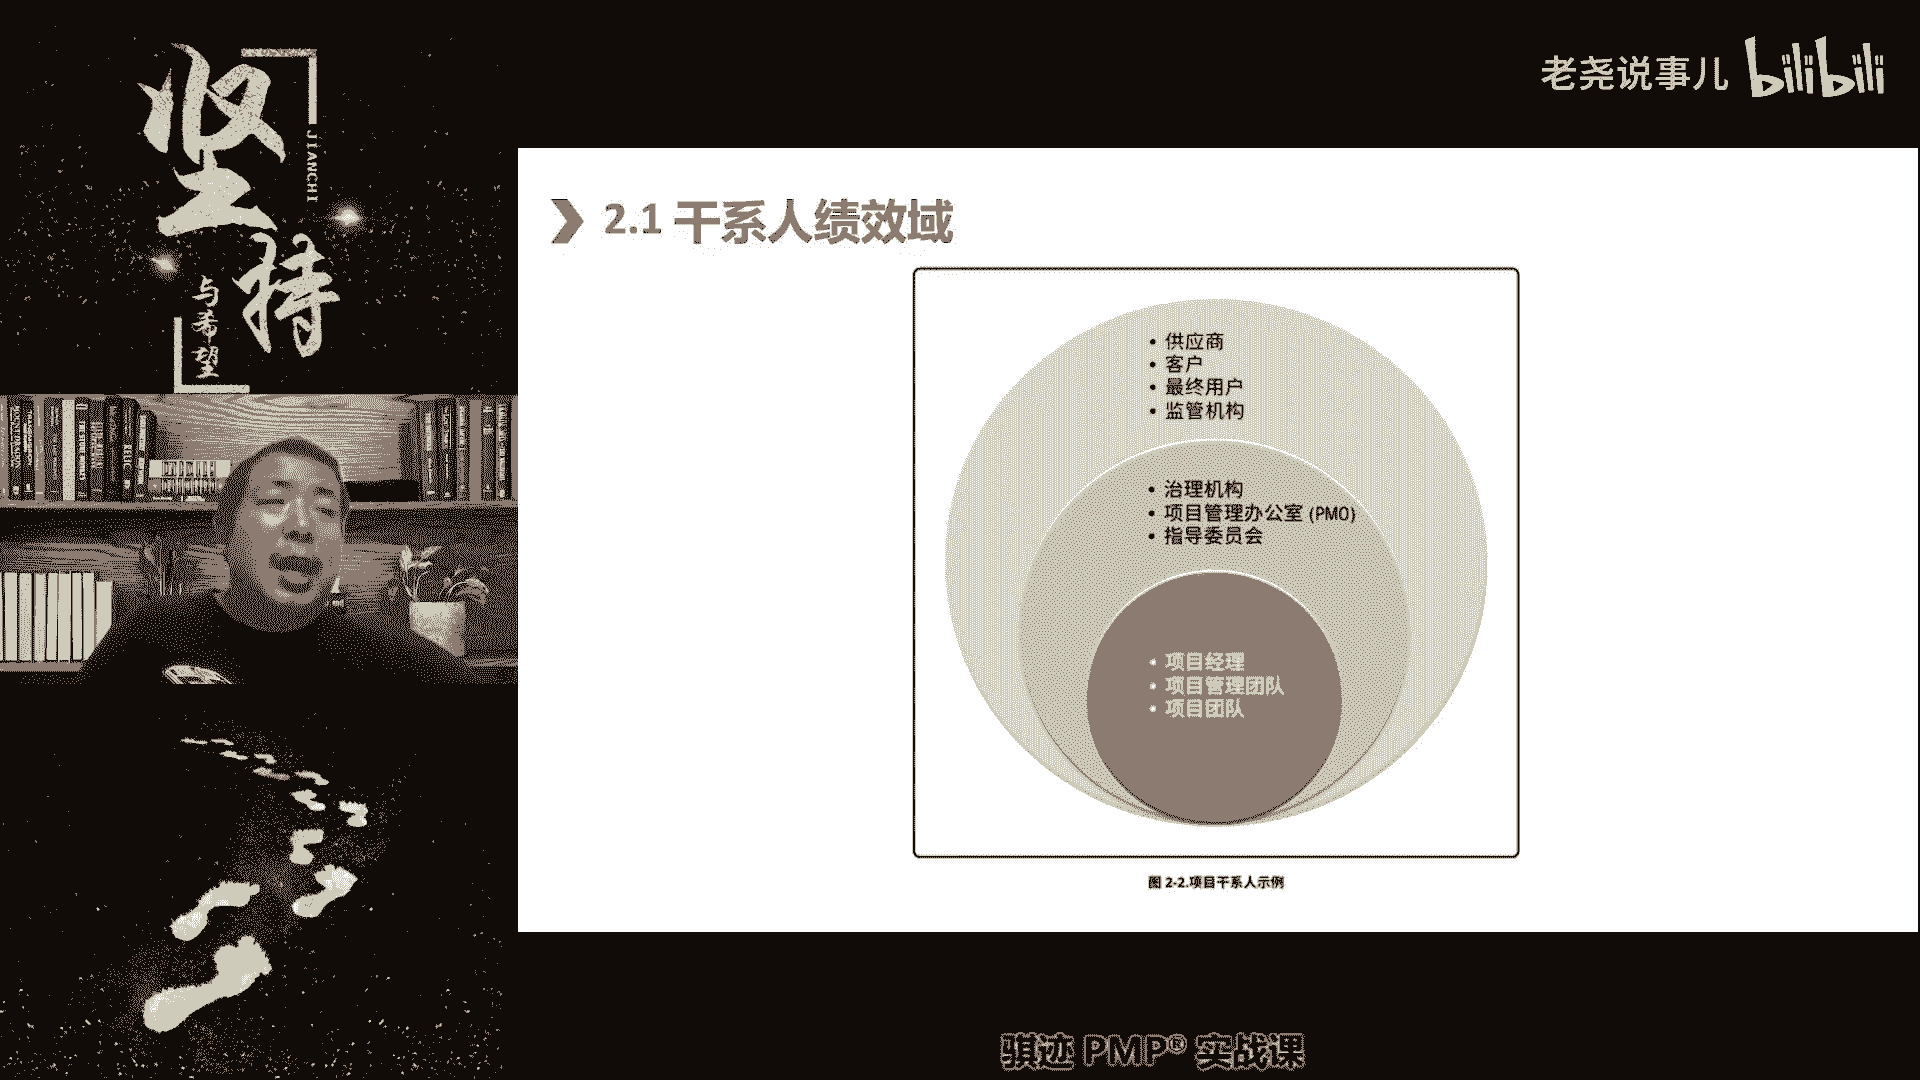 坚持
JIANCHI
与希望
老尧说事儿 bilibili
2.1 干系人绩效域
• 供应商
• 客户
• 最终用户
• 监管机构
• 治理机构
• 项目管理办公室 (PMO)
• 指导委员会
• 项目经理
• 项目管理团队
• 项目团队
图 2-2.项目干系人示例
骐迹 PMP® 实战课